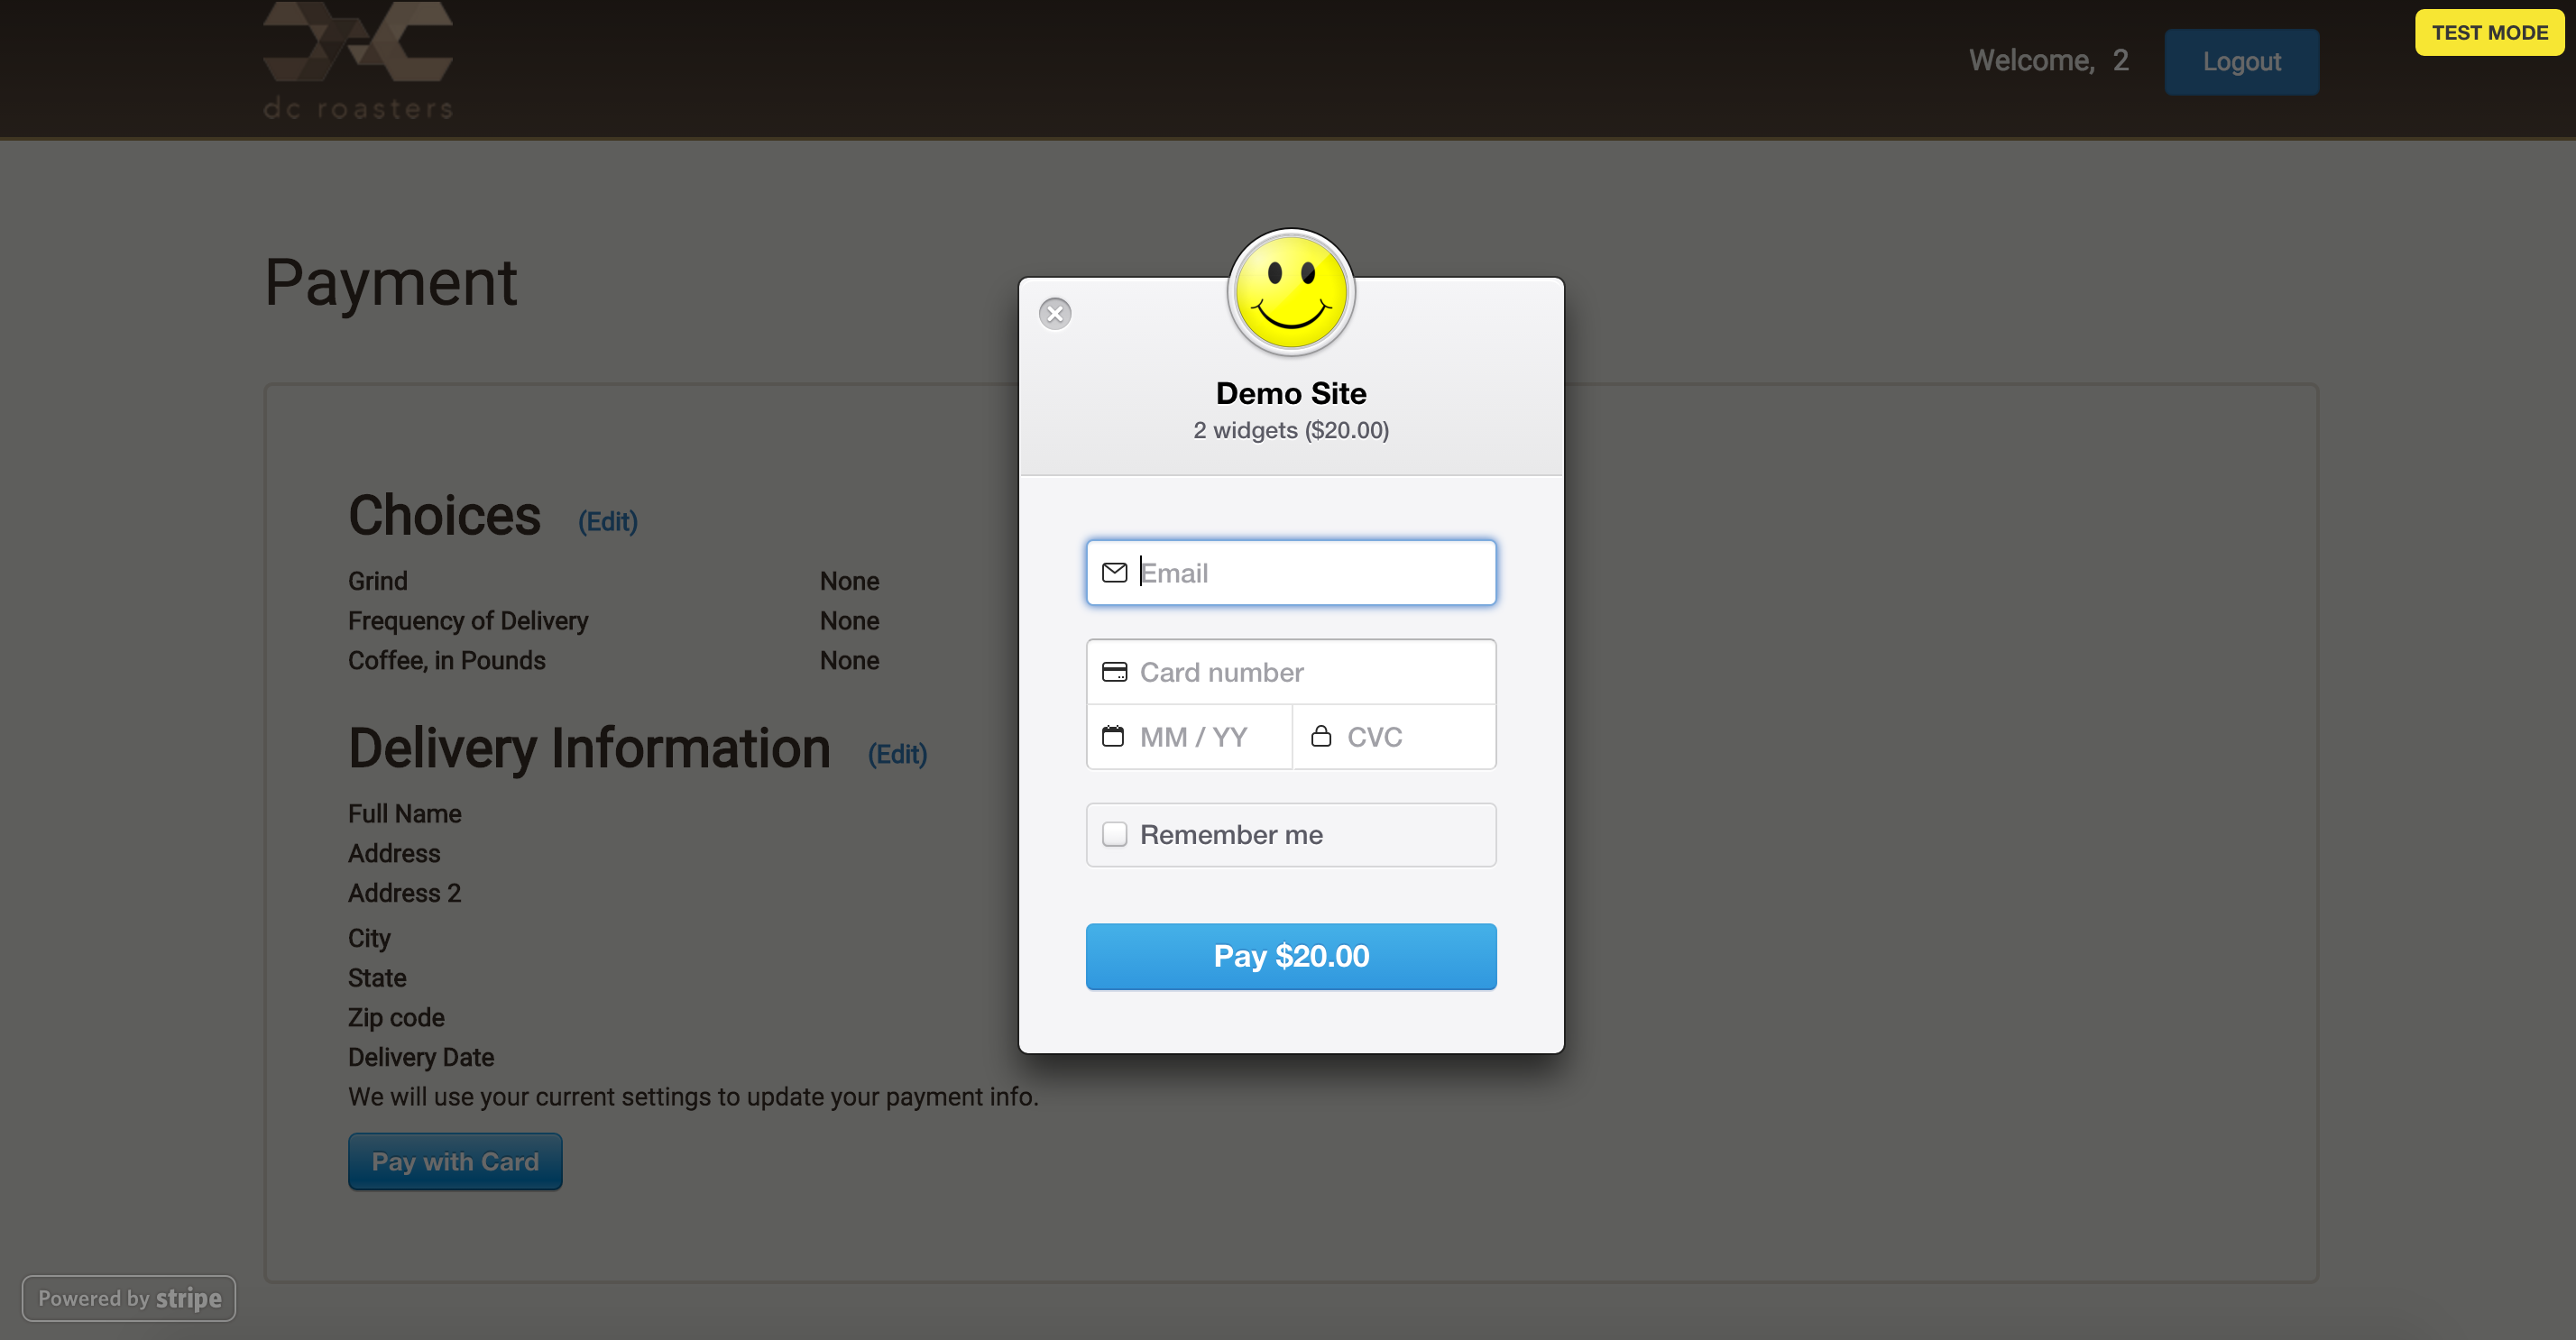 dc roasters
Welcome, 2
Logout
TEST MODE
Payment
Choices (Edit)
Grind None
Frequency of Delivery None
Coffee, in Pounds None
Delivery Information (Edit)
Full Name
Address
Address 2
City
State
Zip code
Delivery Date
We will use your current settings to update your payment info.
Pay with Card
Demo Site
2 widgets ($20.00)
Email
Card number
MM / YY CVC
Remember me
Pay $20.00
Powered by stripe